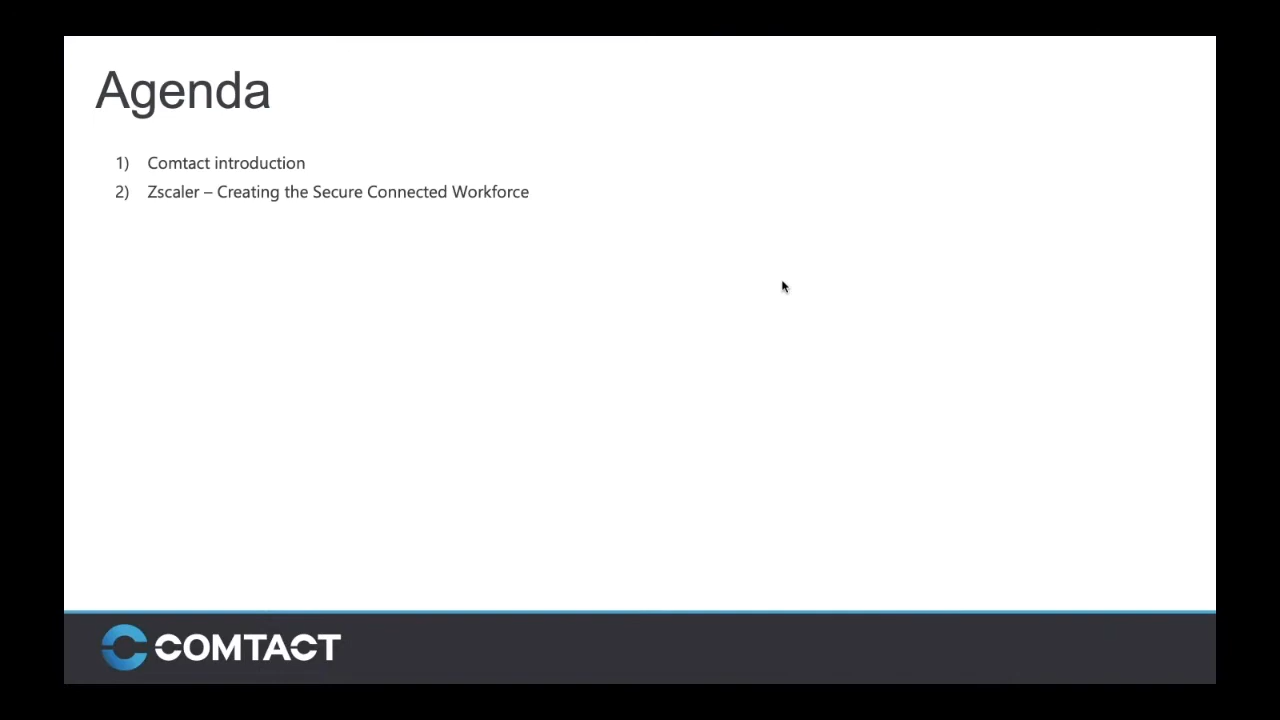 Agenda
1) Comtact introduction
2) Zscaler – Creating the Secure Connected Workforce
COMTACT